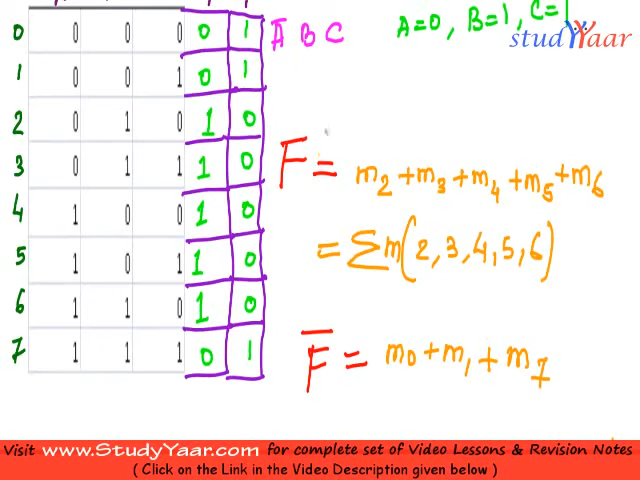 A=0, B=1, C=1
studYYaar
0 0 0 0 0 1 A̅ B C
1 0 0 1 0 1
2 0 1 0 1 0
3 0 1 1 1 0
F = m2 + m3 + m4 + m5 + m6
4 1 0 0 1 0
= Σm(2,3,4,5,6)
5 1 0 1 1 0
6 1 1 0 1 0
7 1 1 1 0 1
F̅ = m0 + m1 + m7
Visit www.StudyYaar.com for complete set of Video Lessons & Revision Notes
( Click on the Link in the Video Description given below )